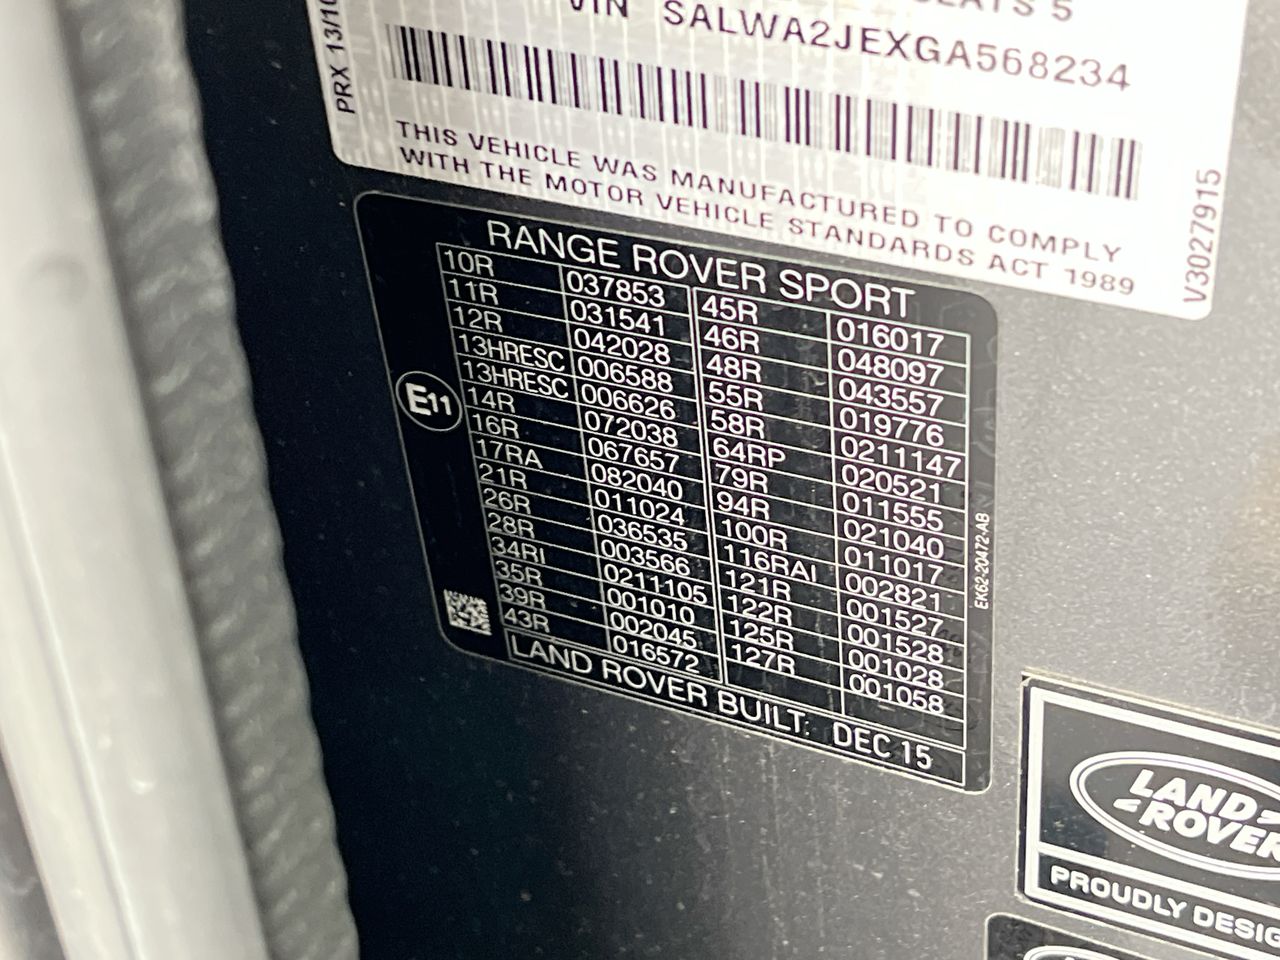 SEATS 5
VIN SALWA2JEXGA568234
PRX 13/10
THIS VEHICLE WAS MANUFACTURED TO COMPLY
WITH THE MOTOR VEHICLE STANDARDS ACT 1989
V30279115
RANGE ROVER SPORT
10R 037853 45R 016017
11R 031541 46R 048097
12R 042028 48R 043557
13HRESC 006588 55R 019776
13HRESC 006626 58R 0211147
14R 072038 64RP 020521
16R 067657 79R 011555
17RA 082040 94R 021040
21R 011024 100R 011017
26R 036535 116RAI 002821
28R 003566 121R 001527
34RI 0211105 122R 001528
35R 001010 125R 001028
39R 002045 127R 001058
43R 016572
E11
EK62-20472-AB
LAND ROVER BUILT: DEC 15
LAND
ROVER
PROUDLY DESIG